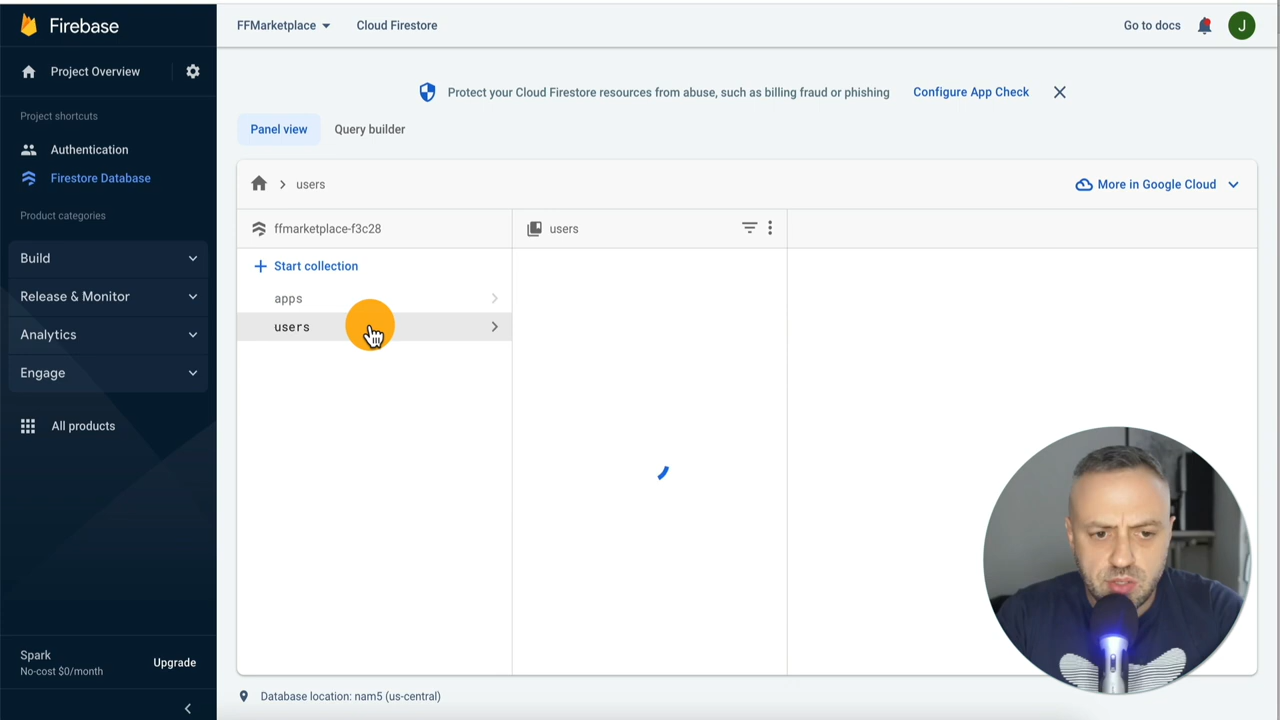 Firebase
FFMarketplace
Cloud Firestore
Go to docs
J
Project Overview
Project shortcuts
Authentication
Firestore Database
Product categories
Build
Release & Monitor
Analytics
Engage
All products
Spark
No-cost $0/month
Upgrade
Protect your Cloud Firestore resources from abuse, such as billing fraud or phishing
Configure App Check
Panel view
Query builder
users
More in Google Cloud
ffmarketplace-f3c28
users
Start collection
apps
users
Database location: nam5 (us-central)